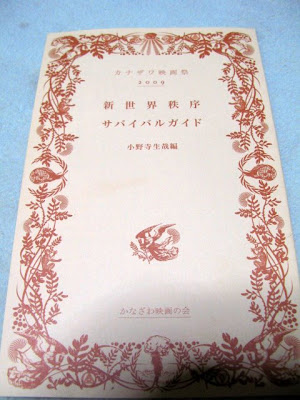 カナザワ映画祭
2009
新世界秩序
サバイバルガイド
小野寺生哉編
かなざわ映画の会